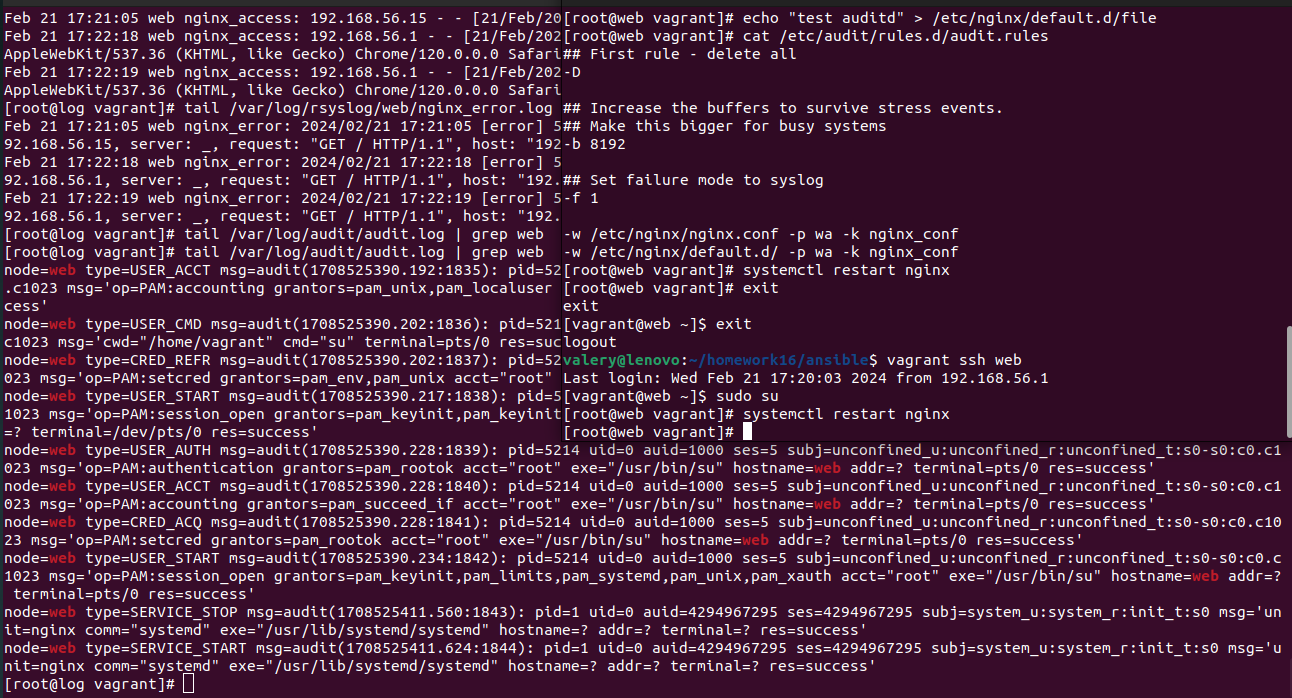 Feb 21 17:21:05 web nginx_access: 192.168.56.15 - - [21/Feb/20
Feb 21 17:22:18 web nginx_access: 192.168.56.1 - - [21/Feb/202
AppleWebKit/537.36 (KHTML, like Gecko) Chrome/120.0.0.0 Safari
Feb 21 17:22:19 web nginx_access: 192.168.56.1 - - [21/Feb/202
AppleWebKit/537.36 (KHTML, like Gecko) Chrome/120.0.0.0 Safari
[root@log vagrant]# tail /var/log/rsyslog/web/nginx_error.log
Feb 21 17:21:05 web nginx_error: 2024/02/21 17:21:05 [error] 5
92.168.56.15, server: _, request: "GET / HTTP/1.1", host: "192
Feb 21 17:22:18 web nginx_error: 2024/02/21 17:22:18 [error] 5
92.168.56.1, server: _, request: "GET / HTTP/1.1", host: "192.
Feb 21 17:22:19 web nginx_error: 2024/02/21 17:22:19 [error] 5
92.168.56.1, server: _, request: "GET / HTTP/1.1", host: "192.
[root@log vagrant]# tail /var/log/audit/audit.log | grep web
[root@log vagrant]# tail /var/log/audit/audit.log | grep web
node=web type=USER_ACCT msg=audit(1708525390.192:1835): pid=52
.c1023 msg='op=PAM:accounting grantors=pam_unix,pam_localuser
cess'
node=web type=USER_CMD msg=audit(1708525390.202:1836): pid=521
c1023 msg='cwd="/home/vagrant" cmd="su" terminal=pts/0 res=suc
node=web type=CRED_REFR msg=audit(1708525390.202:1837): pid=52
023 msg='op=PAM:setcred grantors=pam_env,pam_unix acct="root"
node=web type=USER_START msg=audit(1708525390.217:1838): pid=5
1023 msg='op=PAM:session_open grantors=pam_keyinit,pam_keyinit
=? terminal=/dev/pts/0 res=success'
[root@web vagrant]# echo "test auditd" > /etc/nginx/default.d/file
[root@web vagrant]# cat /etc/audit/rules.d/audit.rules
## First rule - delete all
-D
## Increase the buffers to survive stress events.
## Make this bigger for busy systems
-b 8192
## Set failure mode to syslog
-f 1
-w /etc/nginx/nginx.conf -p wa -k nginx_conf
-w /etc/nginx/default.d/ -p wa -k nginx_conf
[root@web vagrant]# systemctl restart nginx
[root@web vagrant]# exit
exit
[vagrant@web ~]$ exit
logout
valery@lenovo:~/homework16/ansible$ vagrant ssh web
Last login: Wed Feb 21 17:20:03 2024 from 192.168.56.1
[vagrant@web ~]$ sudo su
[root@web vagrant]# systemctl restart nginx
[root@web vagrant]#
node=web type=USER_AUTH msg=audit(1708525390.228:1839): pid=5214 uid=0 auid=1000 ses=5 subj=unconfined_u:unconfined_r:unconfined_t:s0-s0:c0.c1
023 msg='op=PAM:authentication grantors=pam_rootok acct="root" exe="/usr/bin/su" hostname=web addr=? terminal=pts/0 res=success'
node=web type=USER_ACCT msg=audit(1708525390.228:1840): pid=5214 uid=0 auid=1000 ses=5 subj=unconfined_u:unconfined_r:unconfined_t:s0-s0:c0.c1
023 msg='op=PAM:accounting grantors=pam_succeed_if acct="root" exe="/usr/bin/su" hostname=web addr=? terminal=pts/0 res=success'
node=web type=CRED_ACQ msg=audit(1708525390.228:1841): pid=5214 uid=0 auid=1000 ses=5 subj=unconfined_u:unconfined_r:unconfined_t:s0-s0:c0.c10
23 msg='op=PAM:setcred grantors=pam_rootok acct="root" exe="/usr/bin/su" hostname=web addr=? terminal=pts/0 res=success'
node=web type=USER_START msg=audit(1708525390.234:1842): pid=5214 uid=0 auid=1000 ses=5 subj=unconfined_u:unconfined_r:unconfined_t:s0-s0:c0.c
1023 msg='op=PAM:session_open grantors=pam_keyinit,pam_limits,pam_systemd,pam_unix,pam_xauth acct="root" exe="/usr/bin/su" hostname=web addr=?
terminal=pts/0 res=success'
node=web type=SERVICE_STOP msg=audit(1708525411.560:1843): pid=1 uid=0 auid=4294967295 ses=4294967295 subj=system_u:system_r:init_t:s0 msg='un
it=nginx comm="systemd" exe="/usr/lib/systemd/systemd" hostname=? addr=? terminal=? res=success'
node=web type=SERVICE_START msg=audit(1708525411.624:1844): pid=1 uid=0 auid=4294967295 ses=4294967295 subj=system_u:system_r:init_t:s0 msg='u
nit=nginx comm="systemd" exe="/usr/lib/systemd/systemd" hostname=? addr=? terminal=? res=success'
[root@log vagrant]#